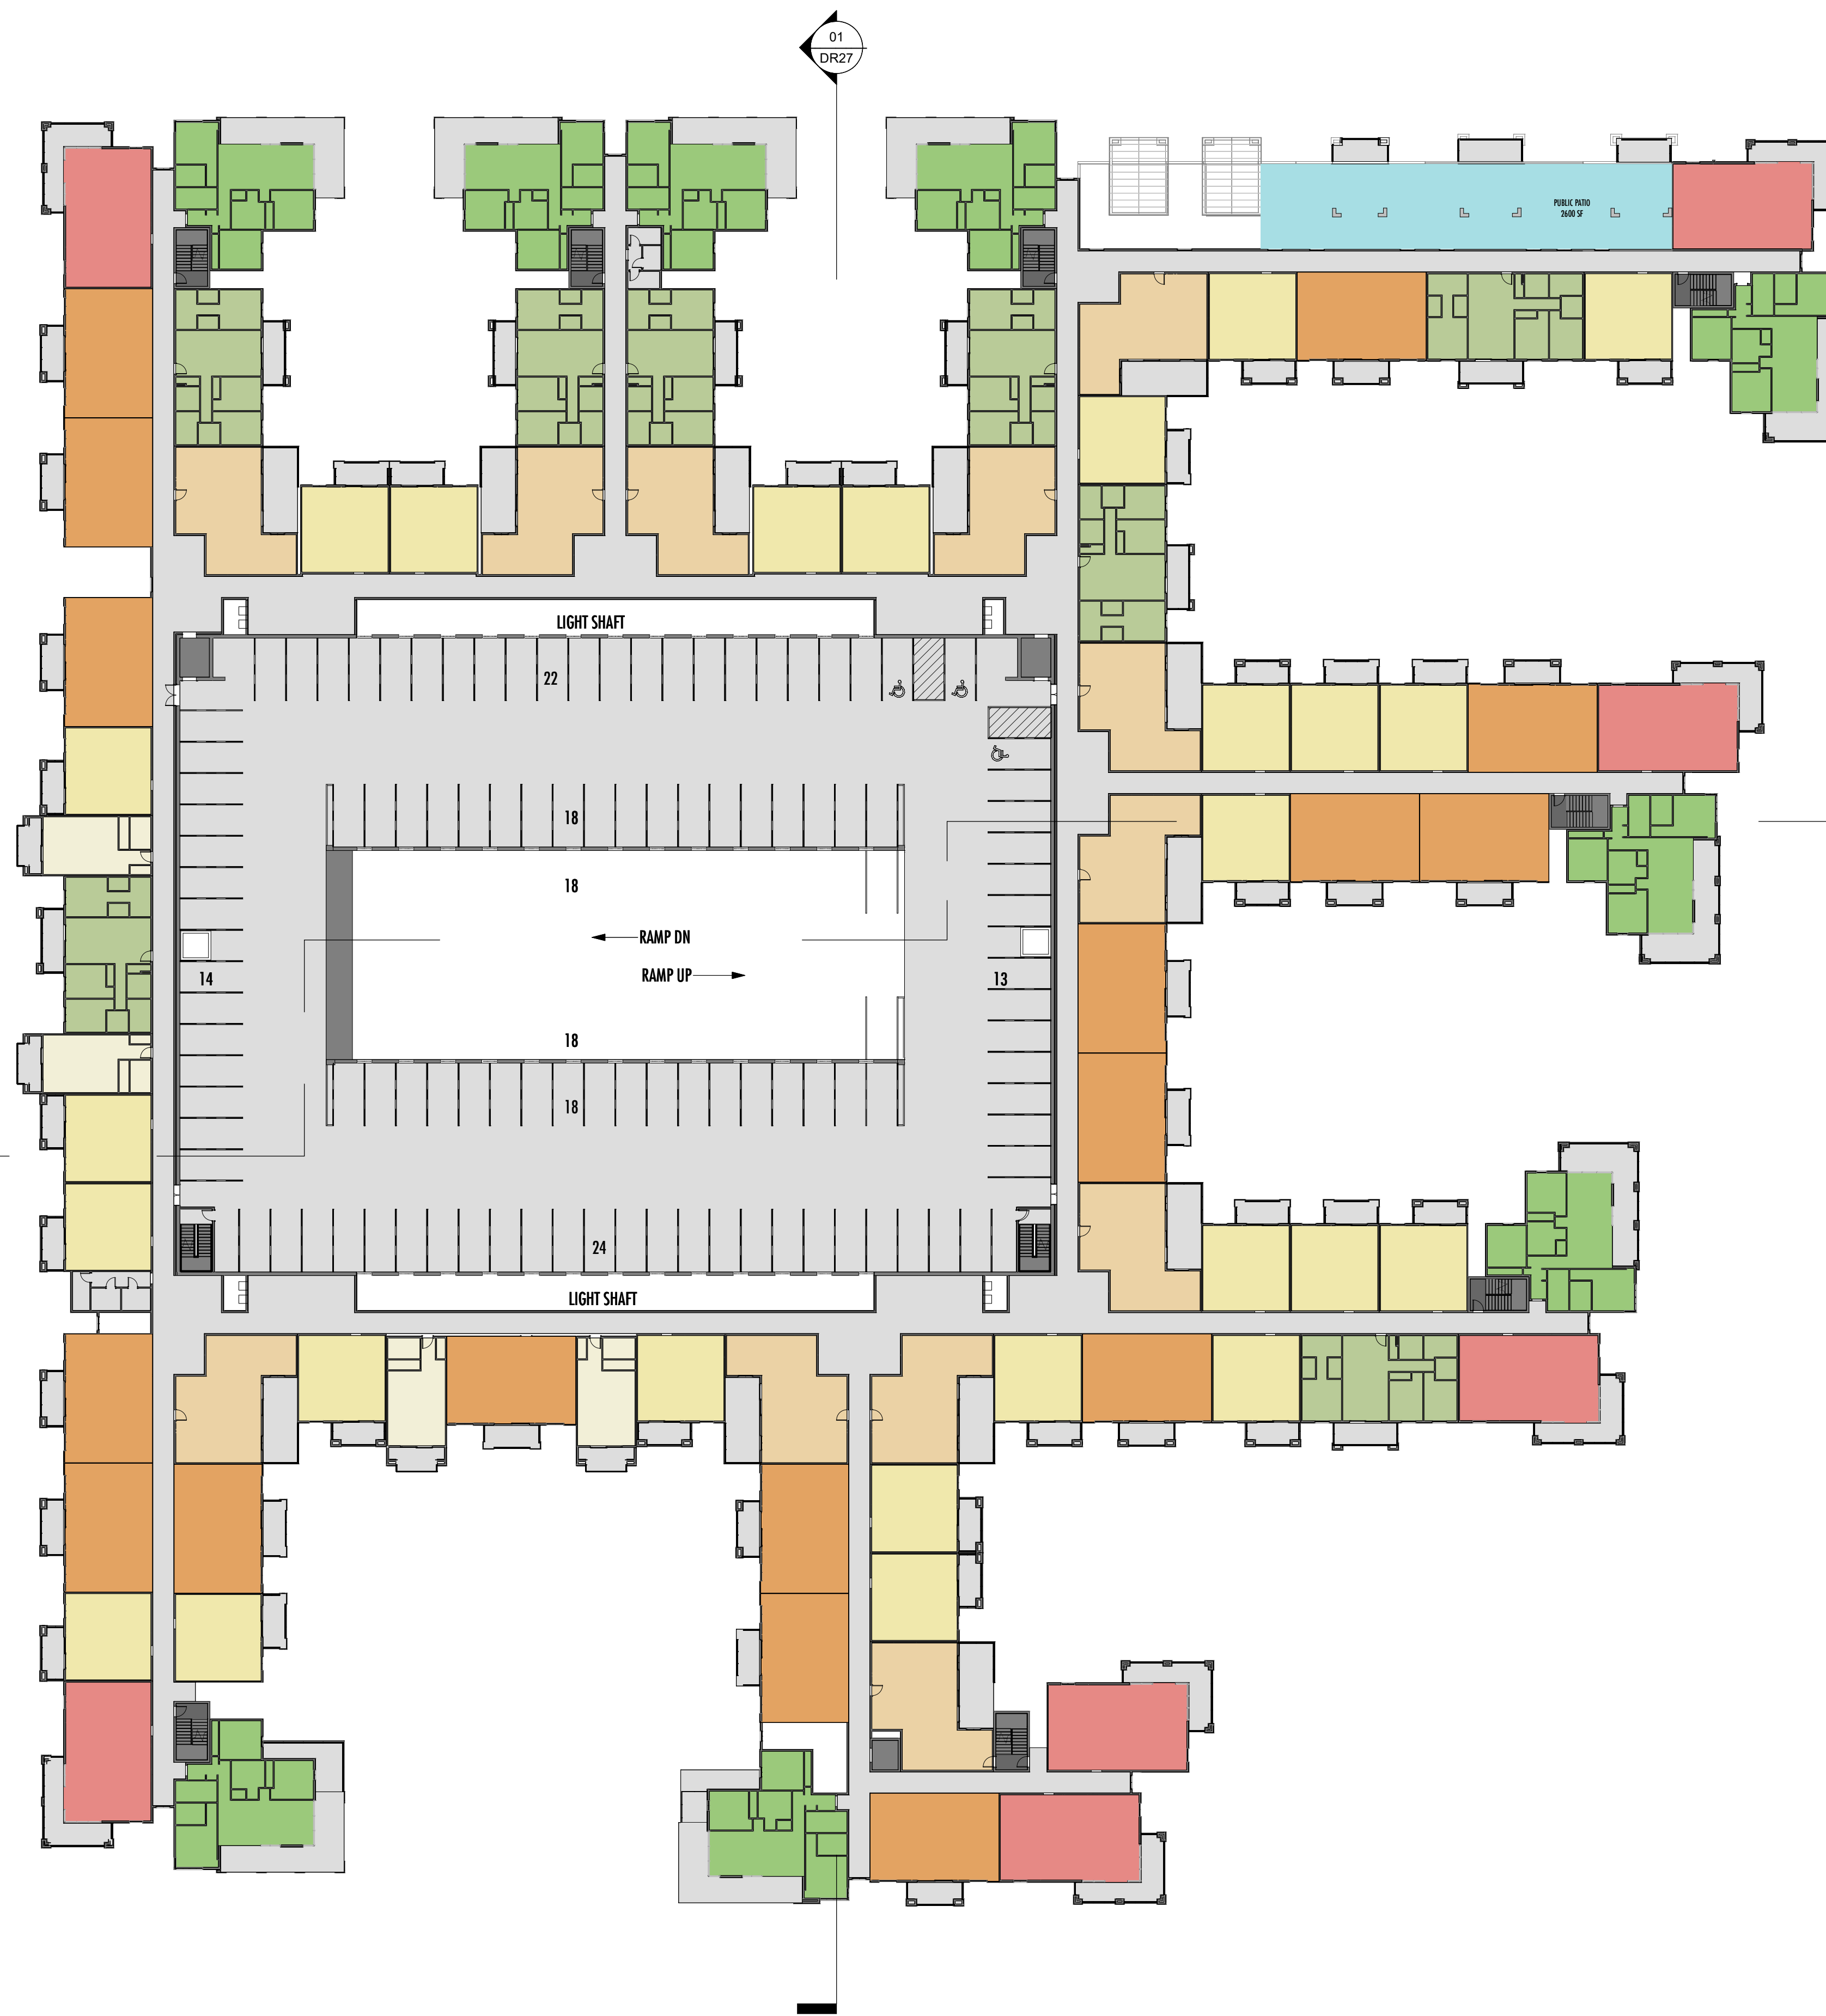 01
DR27
PUBLIC PATIO
2600 SF
LIGHT SHAFT
22
18
18
RAMP DN
RAMP UP
14
13
18
18
24
LIGHT SHAFT